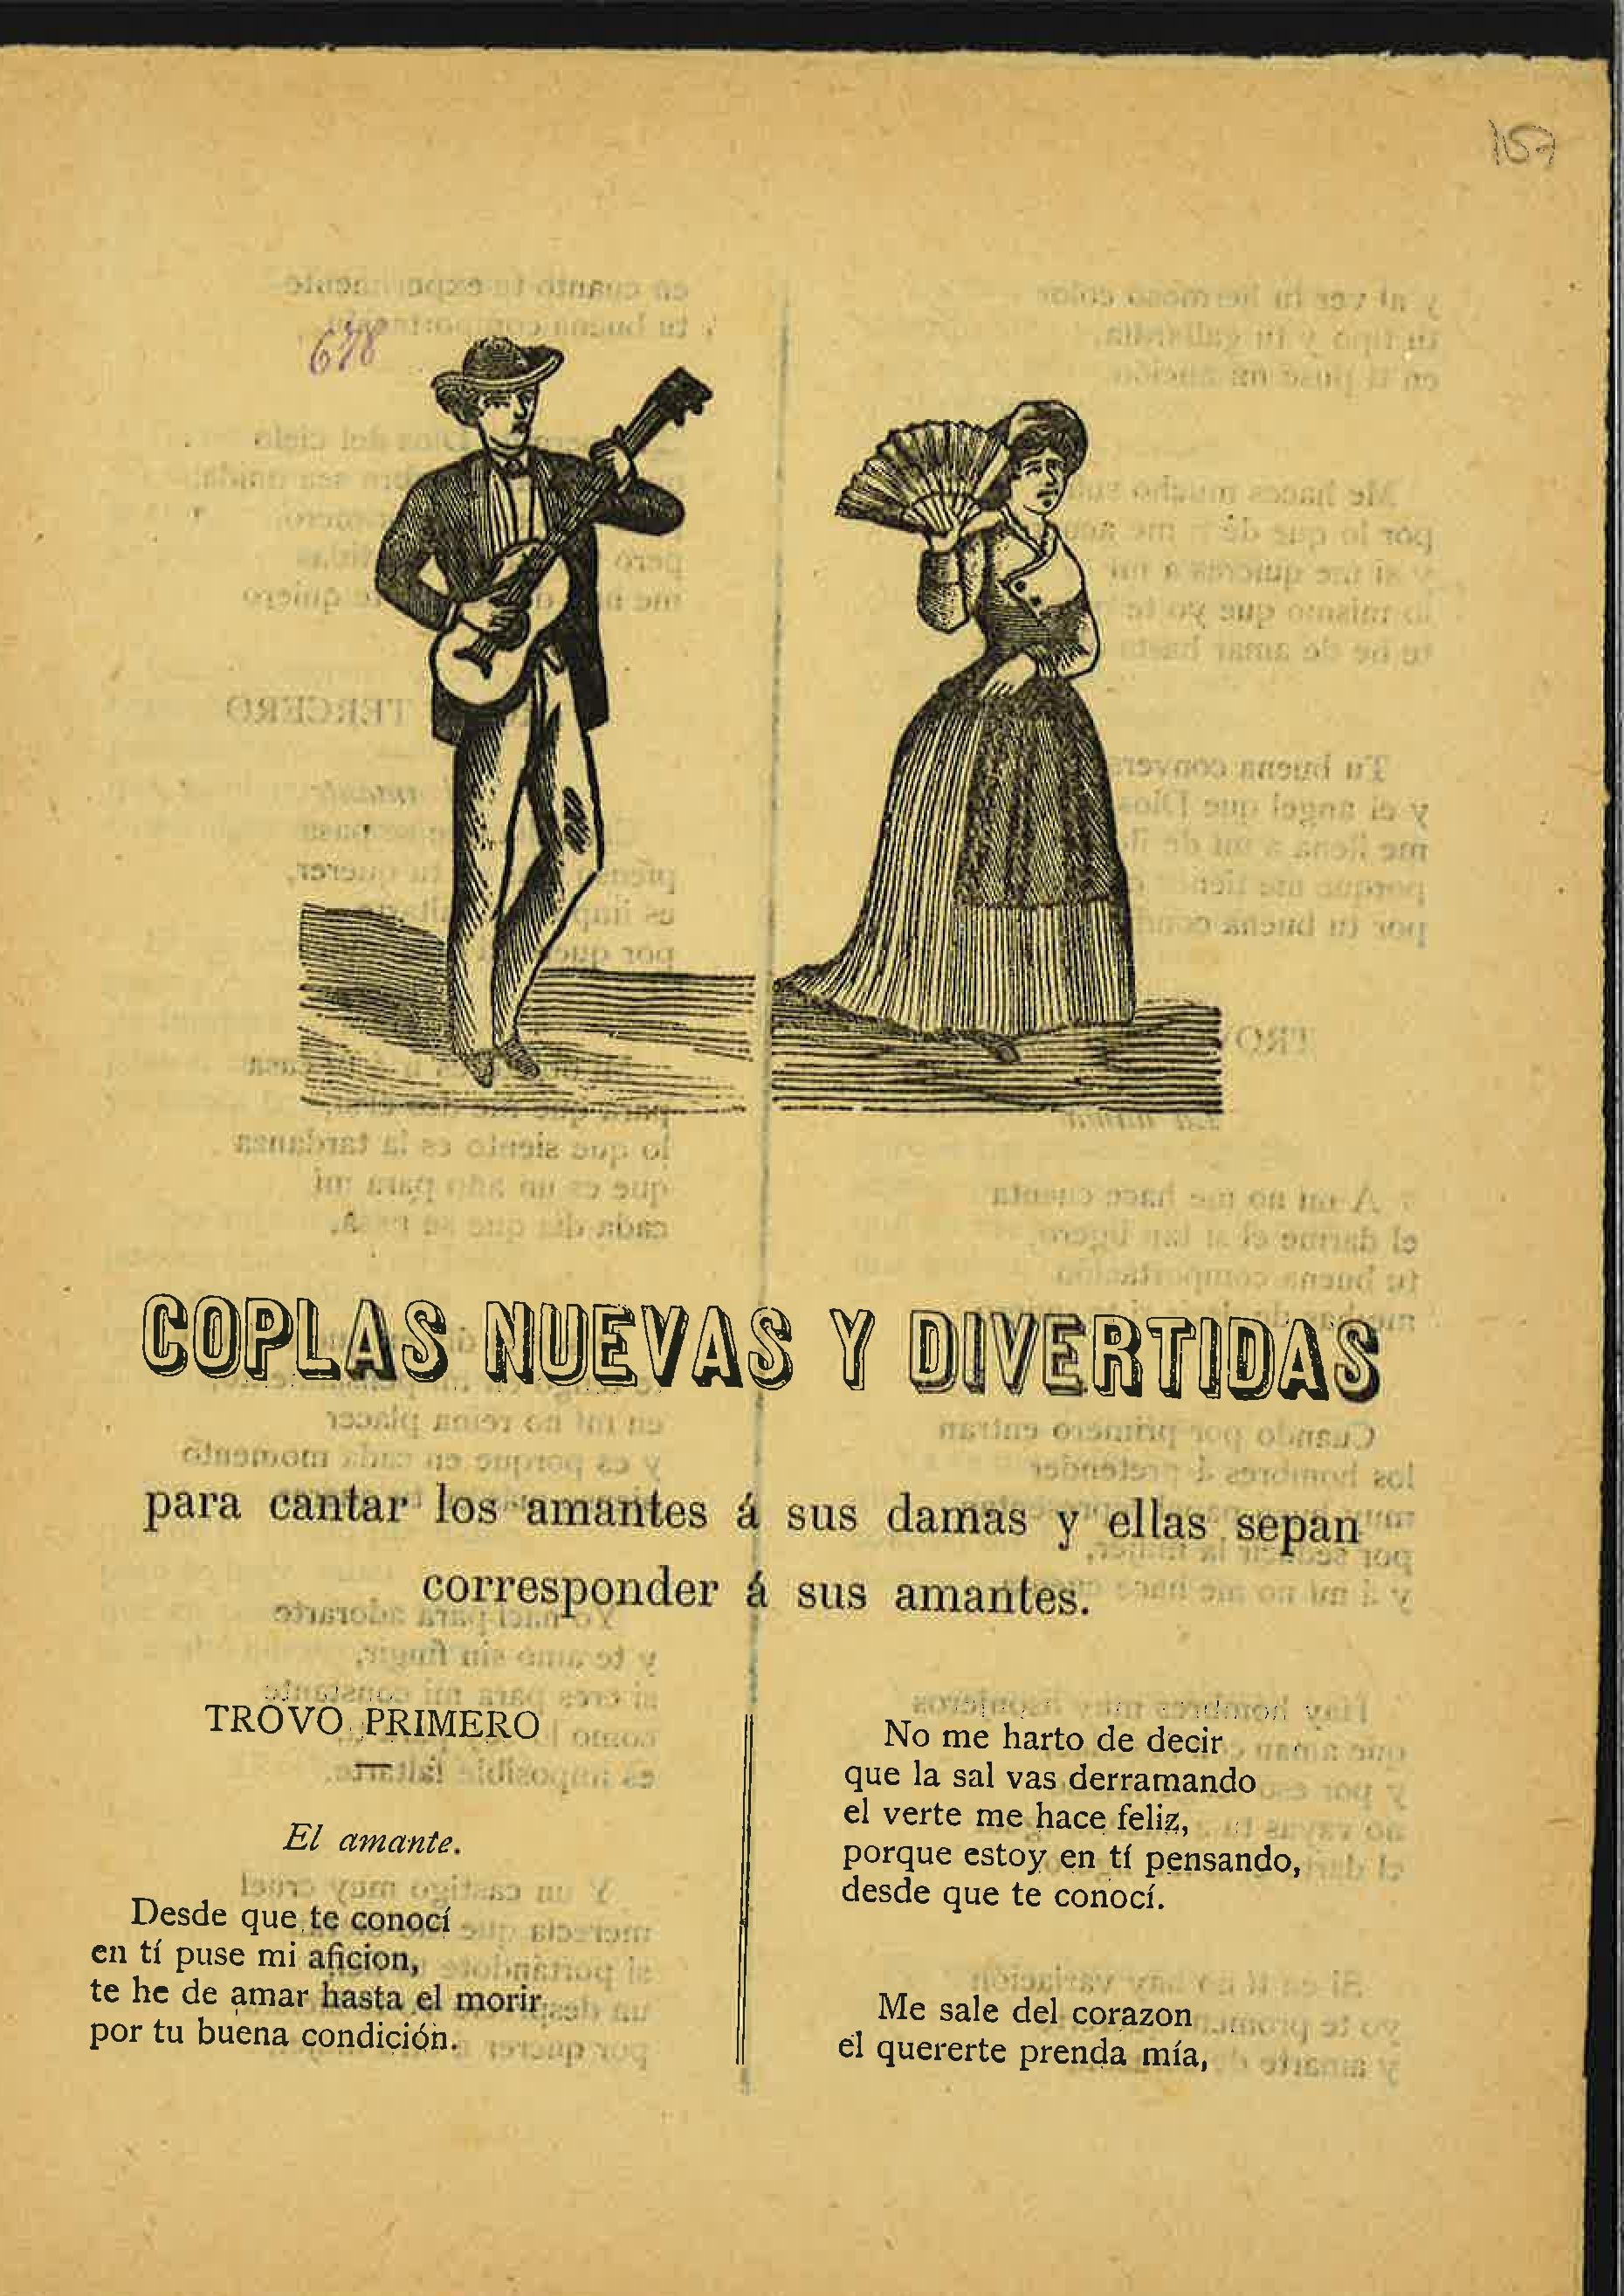 157
678
COPLAS NUEVAS Y DIVERTIDAS
para cantar los amantes á sus damas y ellas sepan
corresponder á sus amantes.
TROVO PRIMERO
El amante.
Desde que te conocí
en tí puse mi aficion,
te he de amar hasta el morir
por tu buena condición.
No me harto de decir
que la sal vas derramando
el verte me hace feliz,
porque estoy en tí pensando,
desde que te conocí.
Me sale del corazon
el quererte prenda mía,